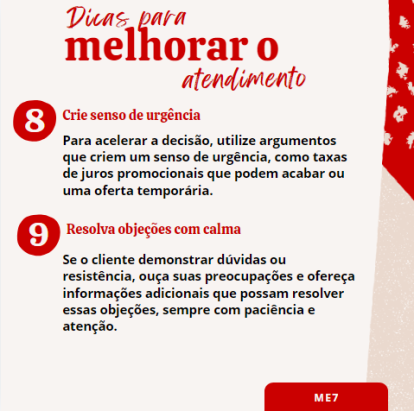 Dicas para
melhorar o
atendimento
8 Crie senso de urgência
Para acelerar a decisão, utilize argumentos
que criem um senso de urgência, como taxas
de juros promocionais que podem acabar ou
uma oferta temporária.
9 Resolva objeções com calma
Se o cliente demonstrar dúvidas ou
resistência, ouça suas preocupações e ofereça
informações adicionais que possam resolver
essas objeções, sempre com paciência e
atenção.
ME7